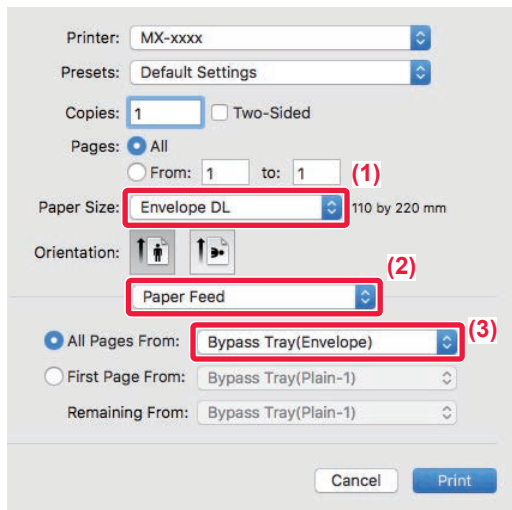 Printer: MX-xxxx
Presets: Default Settings
Copies: 1 Two-Sided
Pages: All
From: 1 to: 1 (1)
Paper Size: Envelope DL 110 by 220 mm
Orientation:
(2)
Paper Feed
(3)
All Pages From: Bypass Tray(Envelope)
First Page From: Bypass Tray(Plain-1)
Remaining From: Bypass Tray(Plain-1)
Cancel Print